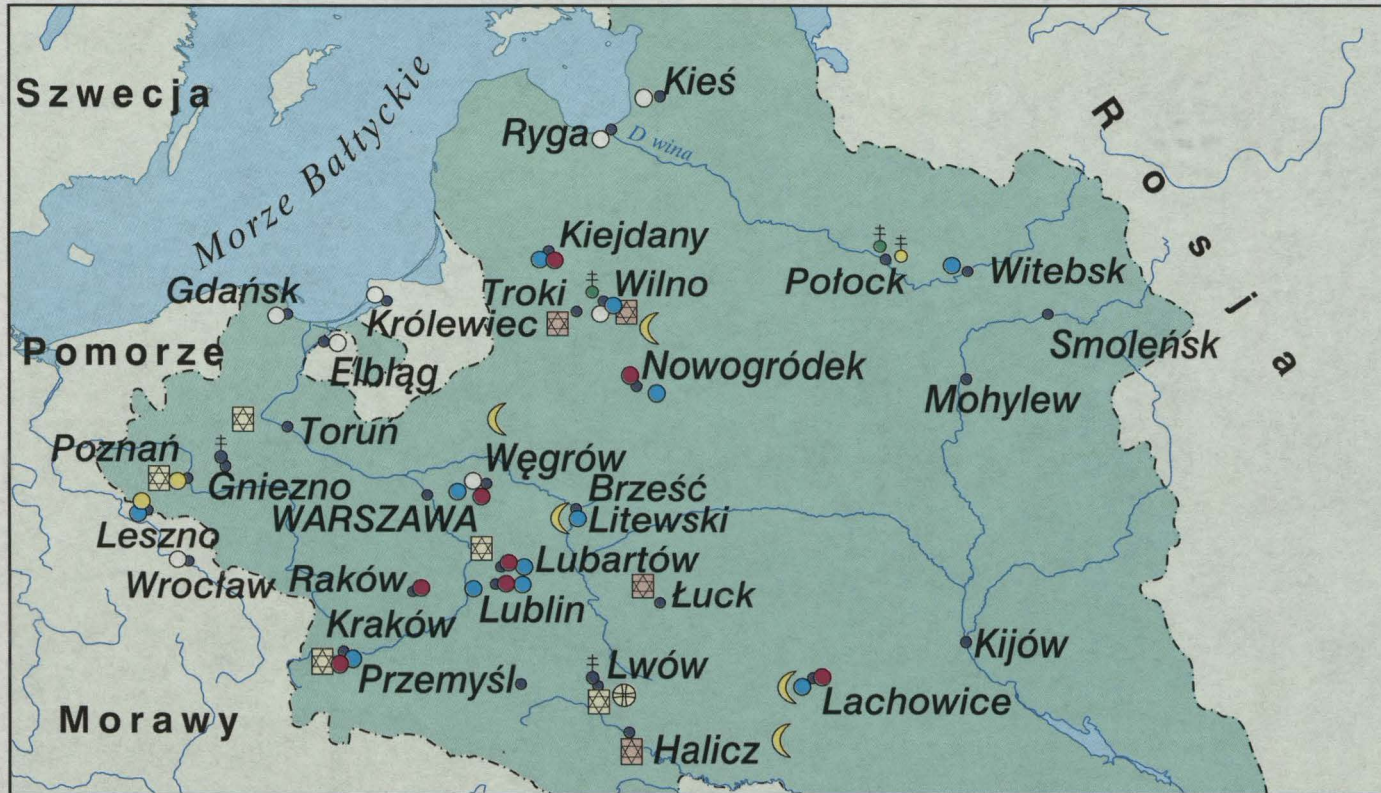 Szwecja
Morze Bałtyckie
Rosja
Kieś
Ryga
Dwina
Kiejdany
Troki
Wilno
Połock
Witebsk
Gdańsk
Królewiec
Smoleńsk
Pomorze
Elbląg
Nowogródek
Mohylew
Toruń
Poznań
Gniezno
Węgrów
WARSZAWA
Brześć
Litewski
Leszno
Wrocław
Raków
Lubartów
Lublin
Łuck
Kraków
Przemyśl
Lwów
Kijów
Lachowice
Morawy
Halicz